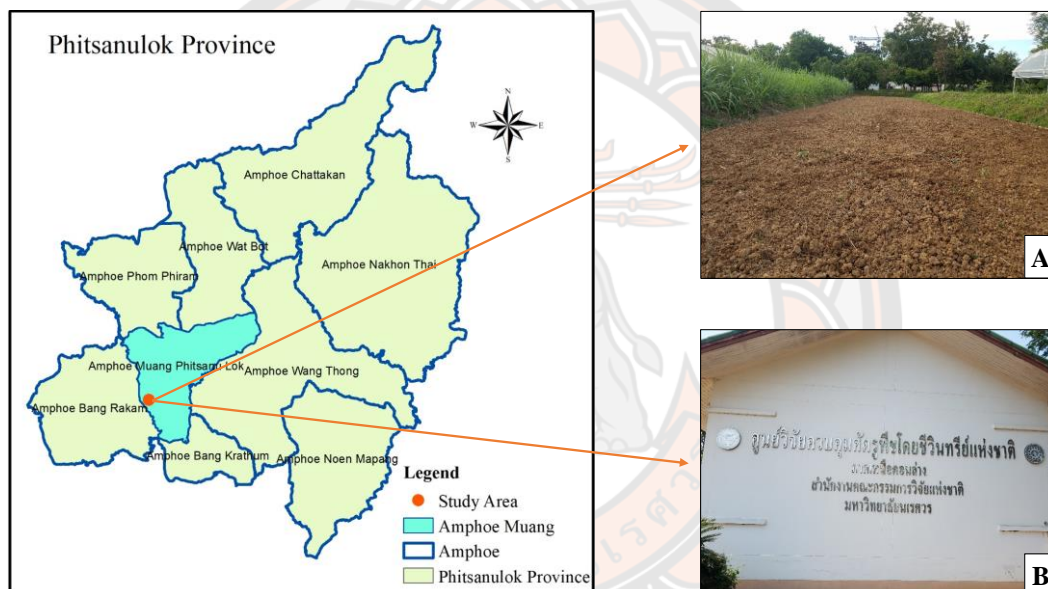 Phitsanulok Province
N
W
E
S
Amphoe Chattakan
Amphoe Wat Bot
Amphoe Nakhon Thai
Amphoe Phom Phiram
Amphoe Muang Phitsanu Lok
Amphoe Wang Thong
Amphoe Bang Rakam
Amphoe Bang Krathum
Amphoe Noen Mapang
Legend
Study Area
Amphoe Muang
Amphoe
Phitsanulok Province
A
ศูนย์วิจัยควบคุมศัตรูพืชโดยชีวินทรีย์แห่งชาติ
ภาคเหนือตอนล่าง
สำนักงานคณะกรรมการวิจัยแห่งชาติ
มหาวิทยาลัยนเรศวร
B